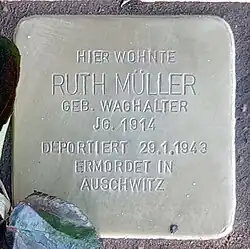 HIER WOHNTE
RUTH MÜLLER
GEB. WAGHALTER
JG. 1914
DEPORTIERT 29.1.1943
ERMORDET IN
AUSCHWITZ